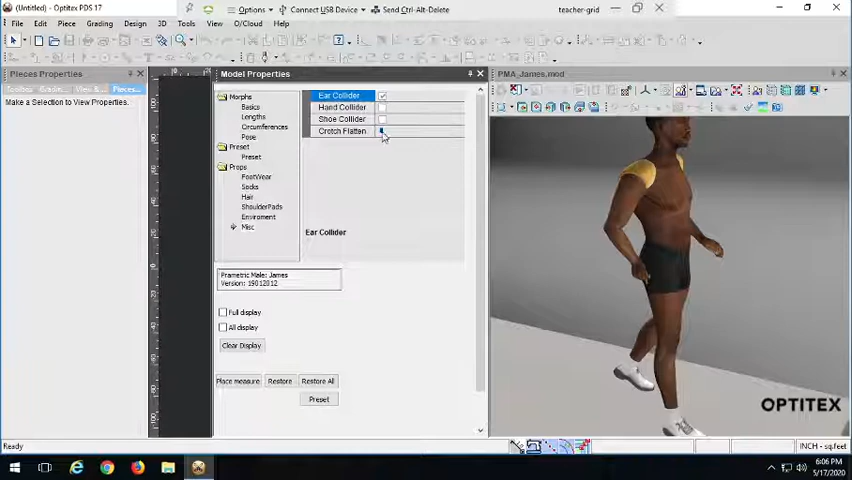 (Untitled) - Optitex PDS 17
Options
Connect USB Device
Send Ctrl-Alt-Delete
teacher-grid
File
Edit
Piece
Grading
Design
3D
Tools
View
O/Cloud
Help
Pieces Properties
Model Properties
PMA_James.mod
Pieces...
Make a Selection to View Properties.
Morphs
Basics
Lengths
Circumferences
Pose
Preset
Preset
Props
FootWear
Socks
Hair
ShoulderPads
Enviroment
Misc
Ear Collider
Hand Collider
Shoe Collider
Crotch Flatten
Ear Collider
Prametric Male: James
Version: 19012012
Full display
All display
Clear Display
Place measure
Restore
Restore All
Preset
OPTITEX
Ready
INCH - sq.feet
6:06 PM
5/17/2020